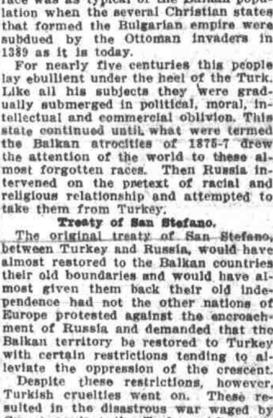 race was as typical of the Balkan popu-
lation when the several Christian states
that formed the Bulgarian empire were
subdued by the Ottoman invaders in
1389 as it is today.
For nearly five centuries this people
lay ebullient under the heel of the Turk.
Like all his subjects they were grad-
ually submerged in political, moral, in-
tellectual and commercial oblivion. This
state continued until what were termed
the Balkan atrocities of 1875-7 drew
the attention of the world to these al-
most forgotten races. Then Russia in-
tervened on the pretext of racial and
religious relationship and attempted to
take them from Turkey.
Treaty of San Stefano.
The original treaty of San Stefano,
between Turkey and Russia, would have
almost restored to the Balkan countries
their old boundaries and would have al-
most given them back their old inde-
pendence had not the other nations of
Europe protested against the encroach-
ment of Russia and demanded that the
Balkan territory be restored to Turkey
with certain restrictions tending to al-
leviate the oppression of the crescent.
Despite these restrictions, however,
Turkish cruelties went on. These re-
sulted in the disastrous war waged by